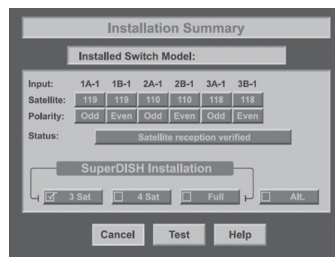 Installation Summary
Installed Switch Model:
Input: 1A-1 1B-1 2A-1 2B-1 3A-1 3B-1
Satellite: 119 119 110 110 118 118
Polarity: Odd Even Odd Even Odd Even
Status: Satellite reception verified
SuperDISH Installation
3 Sat 4 Sat Full Alt.
Cancel Test Help